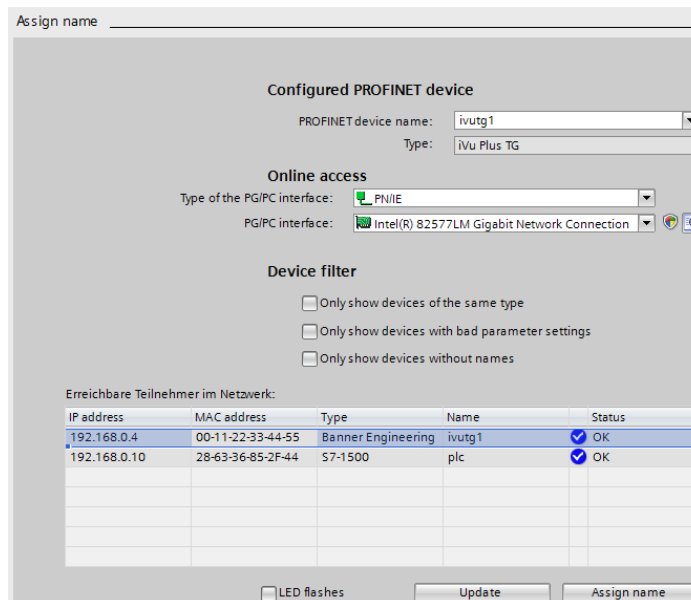 Assign name
Configured PROFINET device
PROFINET device name: ivutg1
Type: iVu Plus TG
Online access
Type of the PG/PC interface: PN/IE
PG/PC interface: Intel(R) 82577LM Gigabit Network Connection
Device filter
Only show devices of the same type
Only show devices with bad parameter settings
Only show devices without names
Erreichbare Teilnehmer im Netzwerk:
IP address MAC address Type Name Status
192.168.0.4 00-11-22-33-44-55 Banner Engineering ivutg1 OK
192.168.0.10 28-63-36-85-2F-44 S7-1500 plc OK
LED flashes Update Assign name